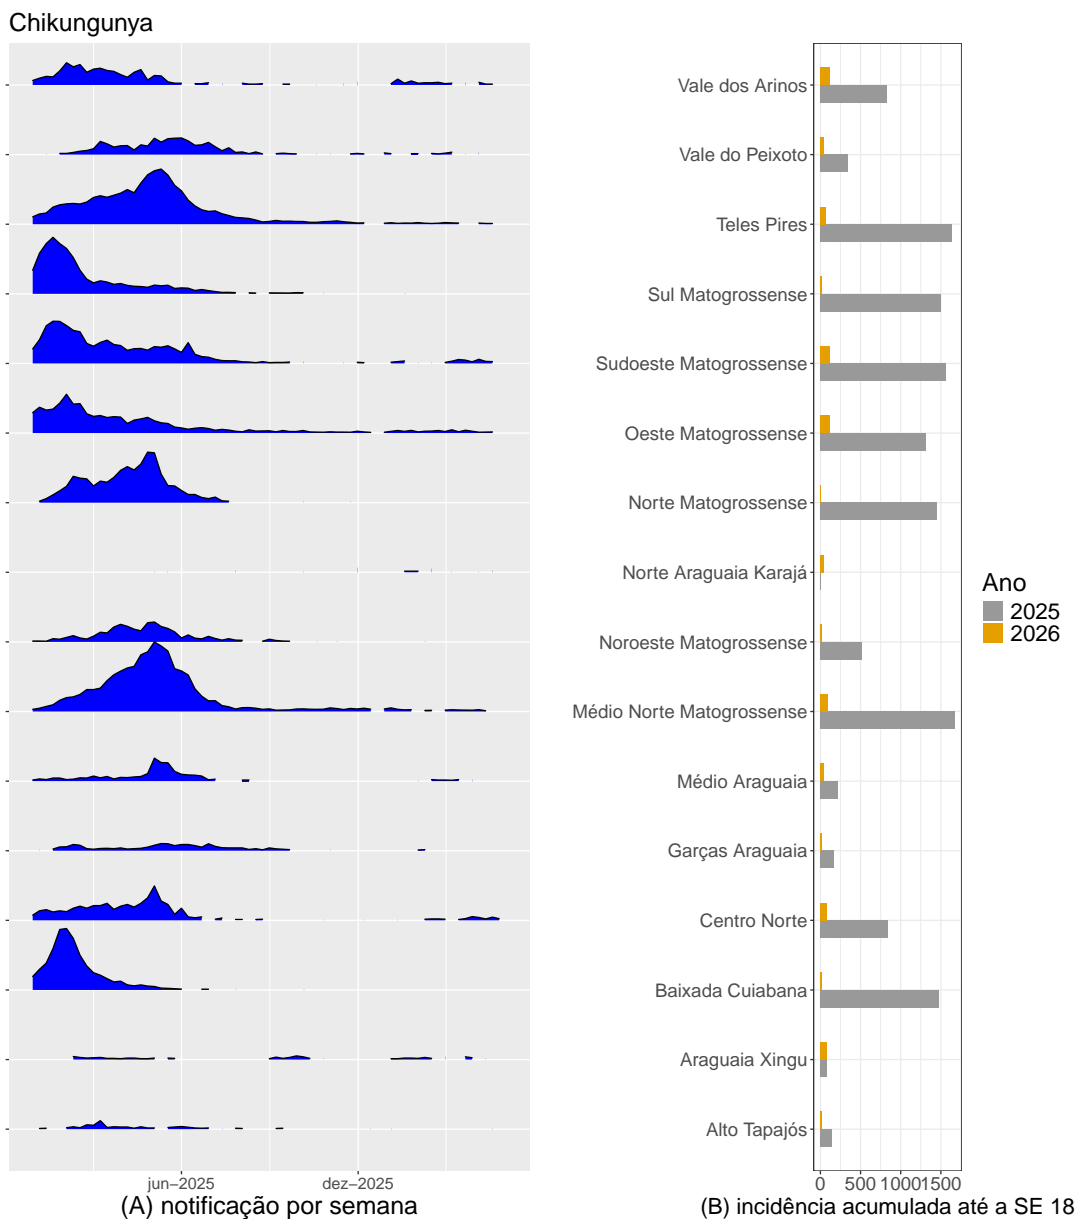 Chikungunya
Vale dos Arinos
Vale do Peixoto
Teles Pires
Sul Matogrossense
Sudoeste Matogrossense
Oeste Matogrossense
Norte Matogrossense
Norte Araguaia Karajá
Noroeste Matogrossense
Médio Norte Matogrossense
Médio Araguaia
Garças Araguaia
Centro Norte
Baixada Cuiabana
Araguaia Xingu
Alto Tapajós
Ano
2025
2026
jun–2025 dez–2025
0 500 1000 1500
(A) notificação por semana
(B) incidência acumulada até a SE 18